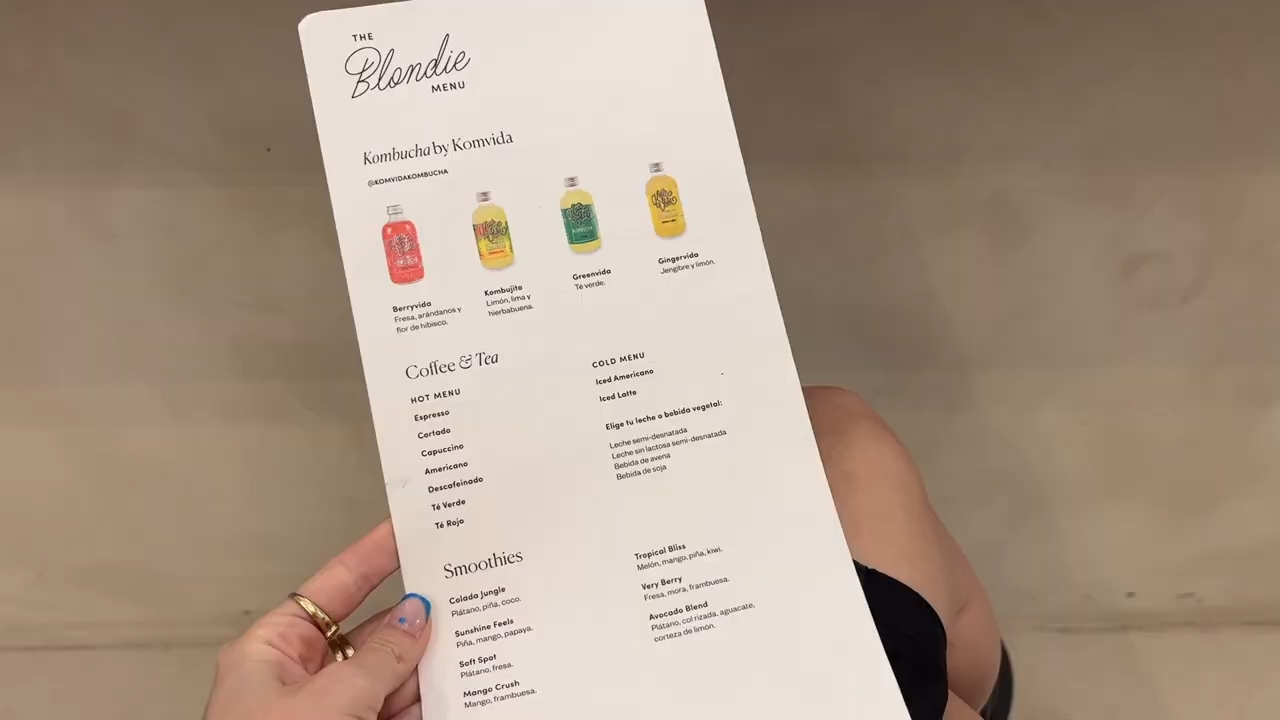 THE
Blondie
MENU
Kombucha by Komvida
@KOMVIDAKOMBUCHA
Berryvida
Fresa, arándanos y
flor de hibisco.
Kombujito
Limón, lima y
hierbabuena.
Greenvida
Té verde.
Gingervida
Jengibre y limón.
Coffee & Tea
HOT MENU
Espresso
Cortado
Capuccino
Americano
Descafeinado
Té Verde
Té Rojo
COLD MENU
Iced Americano
Iced Latte
Elige tu leche o bebida vegetal:
Leche semi-desnatada
Leche sin lactosa semi-desnatada
Bebida de avena
Bebida de soja
Smoothies
Colada Jungle
Plátano, piña, coco.
Sunshine Feels
Piña, mango, papaya.
Soft Spot
Plátano, fresa.
Mango Crush
Mango, frambuesa.
Tropical Bliss
Melón, mango, piña, kiwi.
Very Berry
Fresa, mora, frambuesa.
Avocado Blend
Plátano, col rizada, aguacate,
corteza de limón.